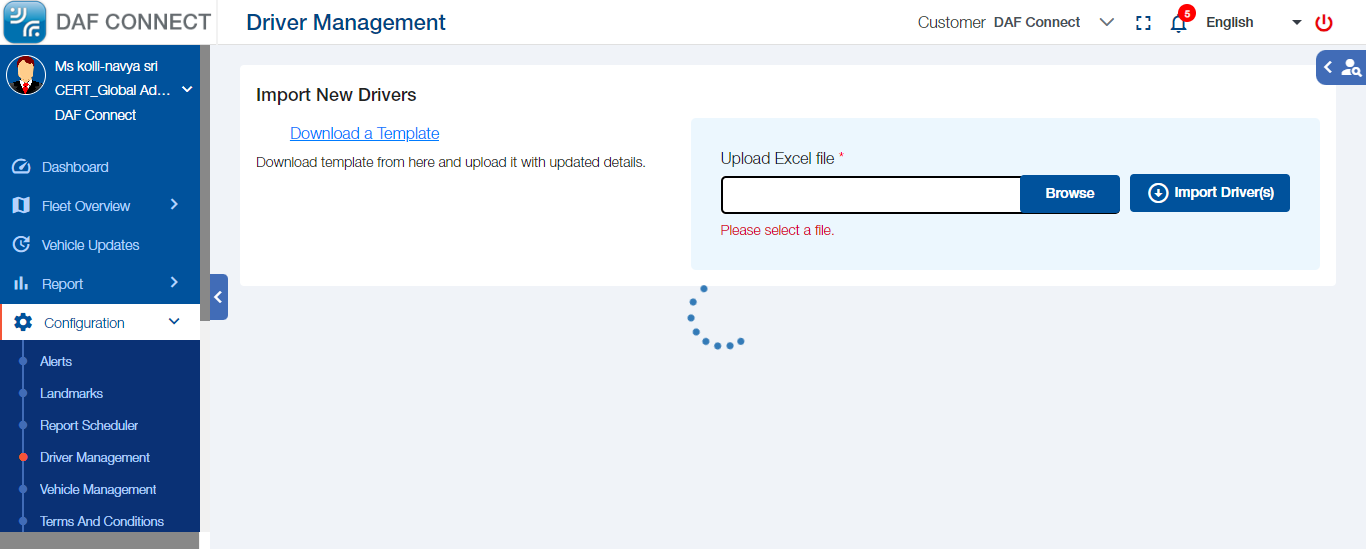 DAF CONNECT
Driver Management
Customer DAF Connect
5
English
Ms kolli-navya sri
CERT_Global Ad...
DAF Connect
Dashboard
Fleet Overview
Vehicle Updates
Report
Configuration
Alerts
Landmarks
Report Scheduler
Driver Management
Vehicle Management
Terms And Conditions
Import New Drivers
Download a Template
Download template from here and upload it with updated details.
Upload Excel file *
Browse
Import Driver(s)
Please select a file.